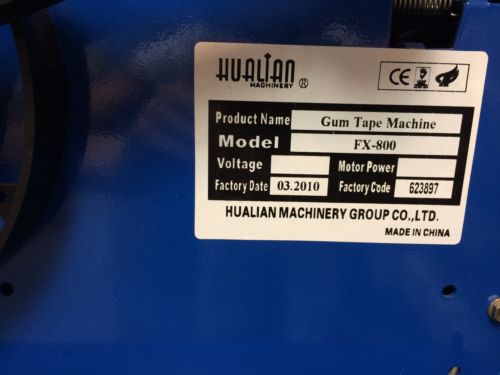 HUALIAN
MACHINERY ®
CE
Product Name Gum Tape Machine
Model FX-800
Voltage Motor Power
Factory Date 03.2010 Factory Code 623897
HUALIAN MACHINERY GROUP CO.,LTD.
MADE IN CHINA